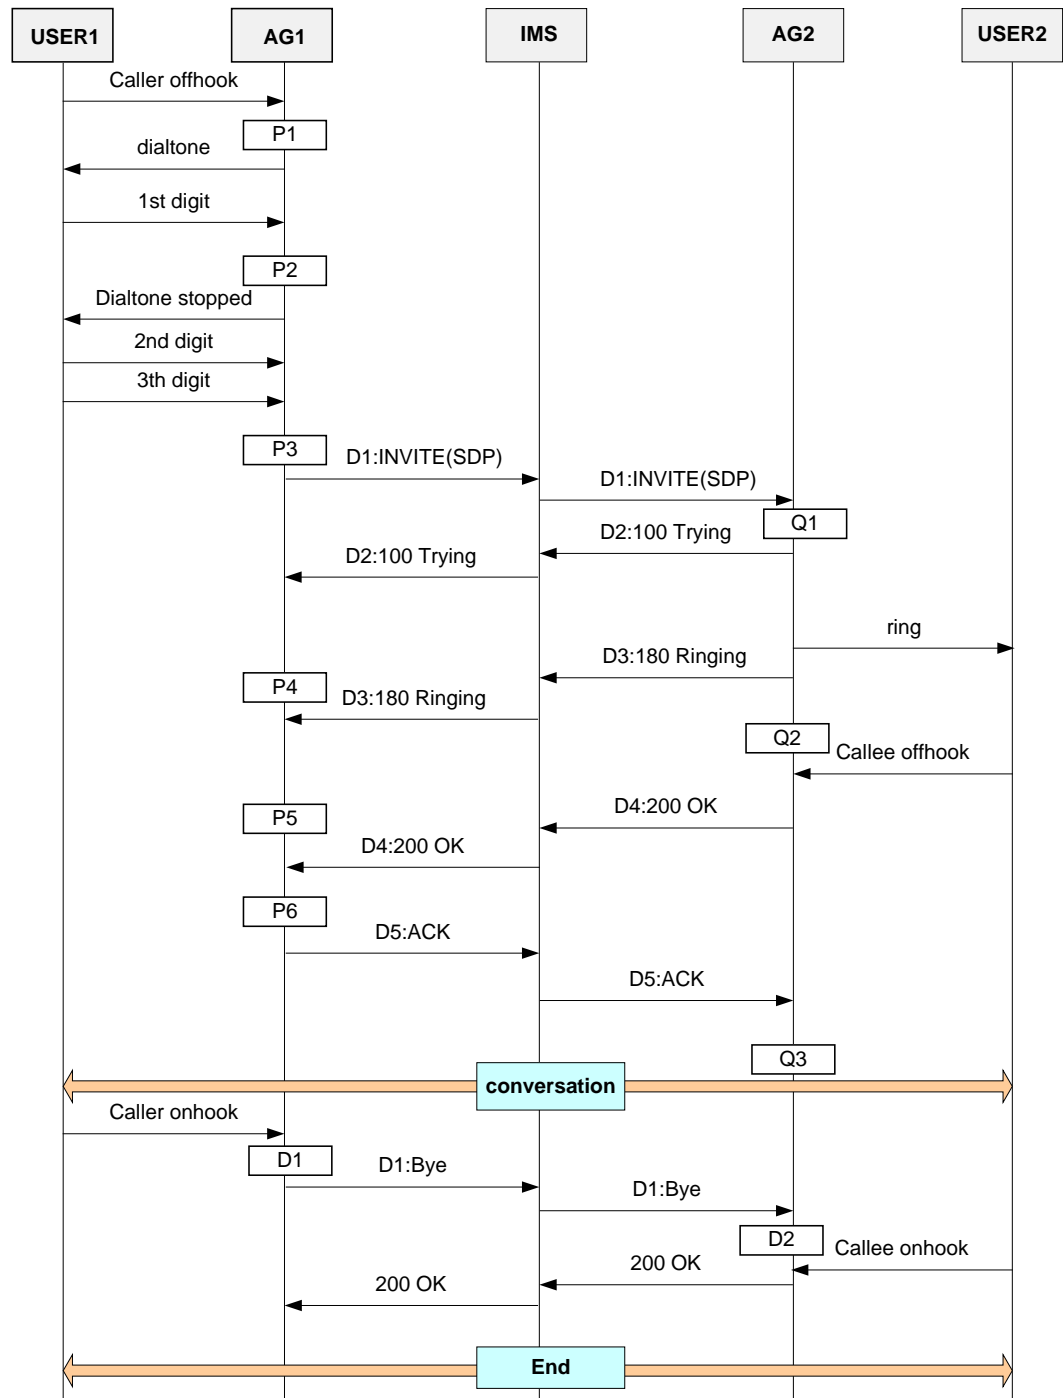 USER1
AG1
IMS
AG2
USER2
Caller offhook
P1
dialtone
1st digit
P2
Dialtone stopped
2nd digit
3th digit
P3
D1:INVITE(SDP)
D1:INVITE(SDP)
Q1
D2:100 Trying
D2:100 Trying
ring
D3:180 Ringing
P4
D3:180 Ringing
Q2
Callee offhook
P5
D4:200 OK
D4:200 OK
P6
D5:ACK
D5:ACK
Q3
conversation
Caller onhook
D1
D1:Bye
D1:Bye
D2
Callee onhook
200 OK
200 OK
End